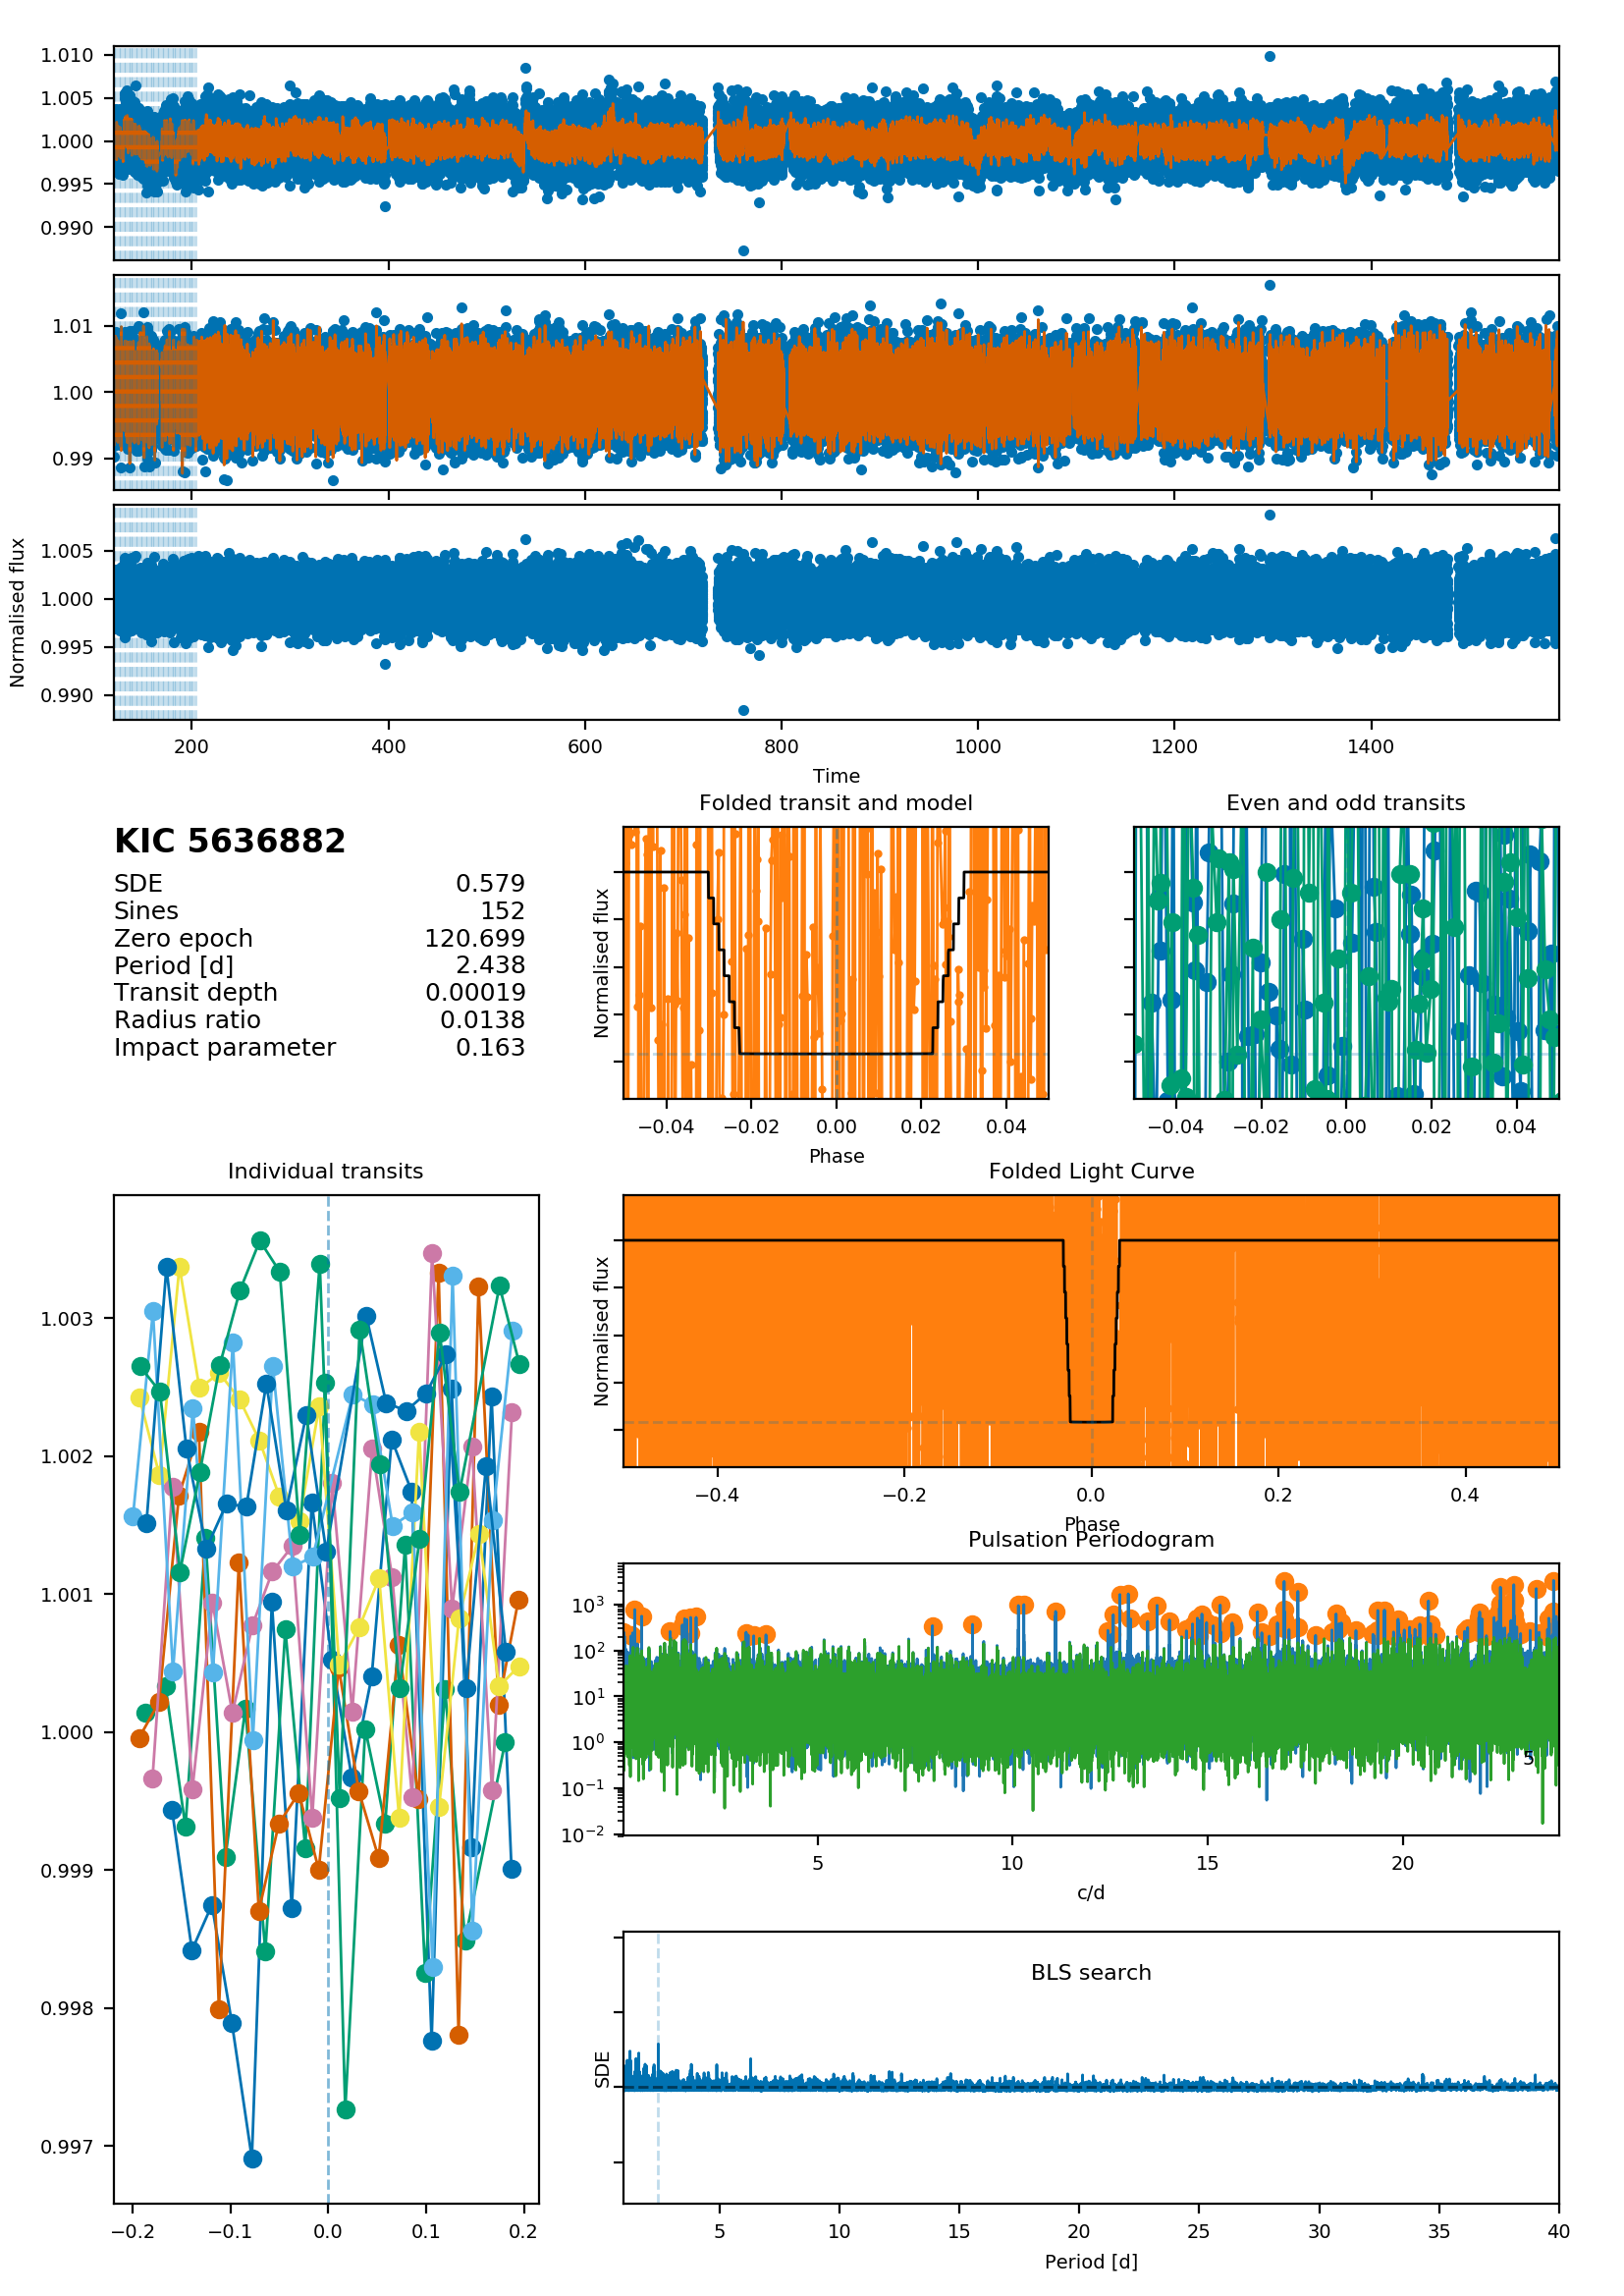 1.010
1.005
1.000
0.995
0.990
1.01
1.00
0.99
1.005
1.000
0.995
0.990
Normalised flux
200 400 600 800 1000 1200 1400
Time
KIC 5636882
SDE 0.579
Sines 152
Zero epoch 120.699
Period [d] 2.438
Transit depth 0.00019
Radius ratio 0.0138
Impact parameter 0.163
Folded transit and model
Normalised flux
−0.04 −0.02 0.00 0.02 0.04
Phase
Even and odd transits
−0.04 −0.02 0.00 0.02 0.04
Individual transits
1.003
1.002
1.001
1.000
0.999
0.998
0.997
−0.2 −0.1 0.0 0.1 0.2
Folded Light Curve
Normalised flux
−0.4 −0.2 0.0 0.2 0.4
Phase
Pulsation Periodogram
10³
10²
10¹
10⁰
10⁻¹
10⁻²
5
5 10 15 20
c/d
BLS search
SDE
5 10 15 20 25 30 35 40
Period [d]